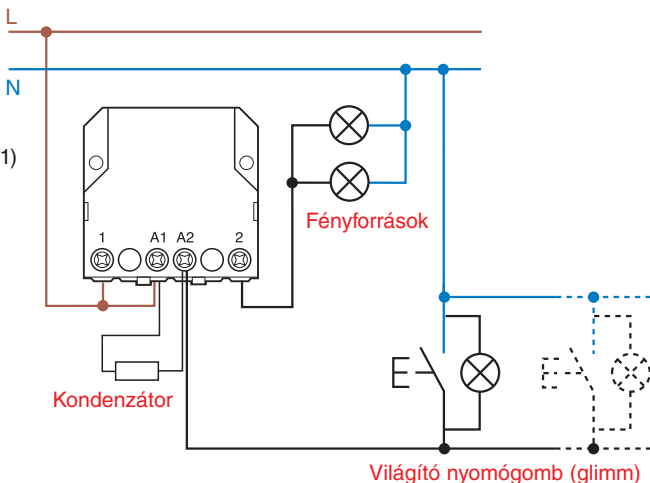 L
N
1)
1 A1 A2 2
Fényforrások
Kondenzátor
Világító nyomógomb (glimm)